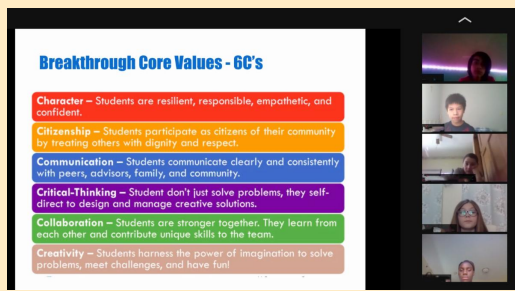 Breakthrough Core Values - 6C's
Character – Students are resilient, responsible, empathetic, and
confident.
Citizenship – Students participate as citizens of their community
by treating others with dignity and respect.
Communication – Students communicate clearly and consistently
with peers, advisors, family, and community.
Critical-Thinking – Student don't just solve problems, they self-
direct to design and manage creative solutions.
Collaboration – Students are stronger together. They learn from
each other and contribute unique skills to the team.
Creativity – Students harness the power of imagination to solve
problems, meet challenges, and have fun!